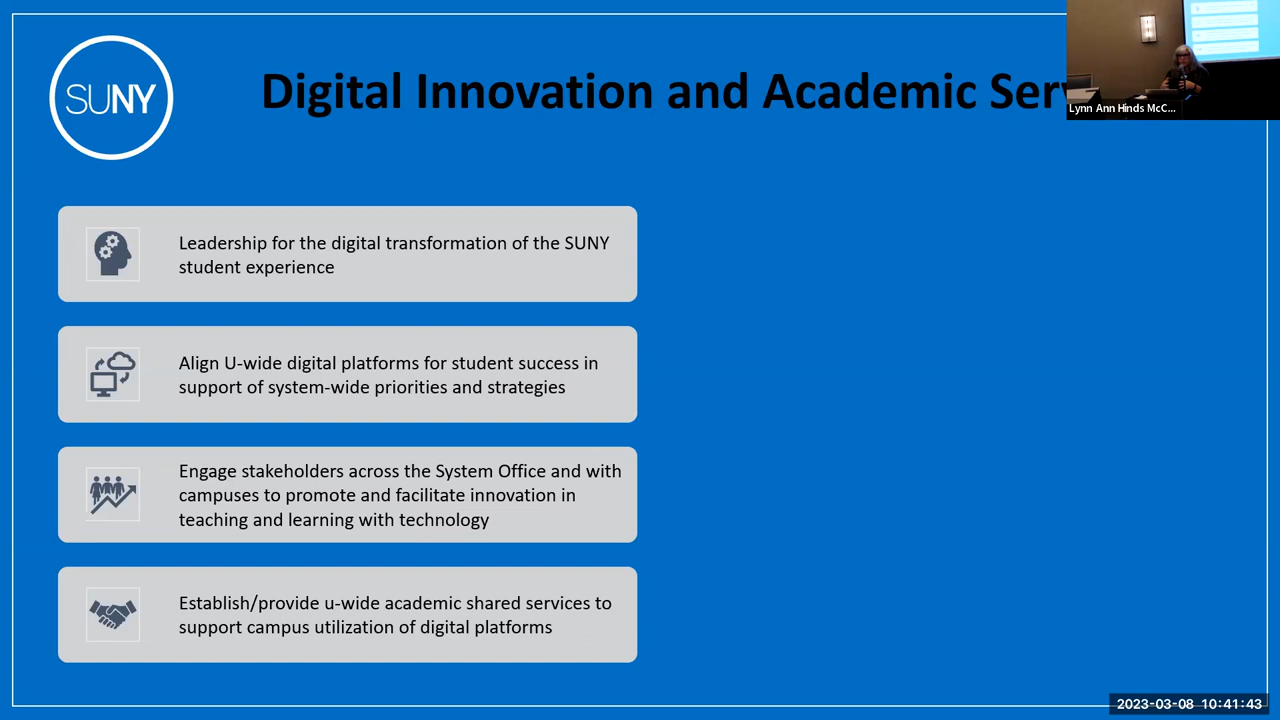 SUNY
Digital Innovation and Academic Serv
Lynn Ann Hinds McC...
Leadership for the digital transformation of the SUNY
student experience
Align U-wide digital platforms for student success in
support of system-wide priorities and strategies
Engage stakeholders across the System Office and with
campuses to promote and facilitate innovation in
teaching and learning with technology
Establish/provide u-wide academic shared services to
support campus utilization of digital platforms
2023-03-08 10:41:43